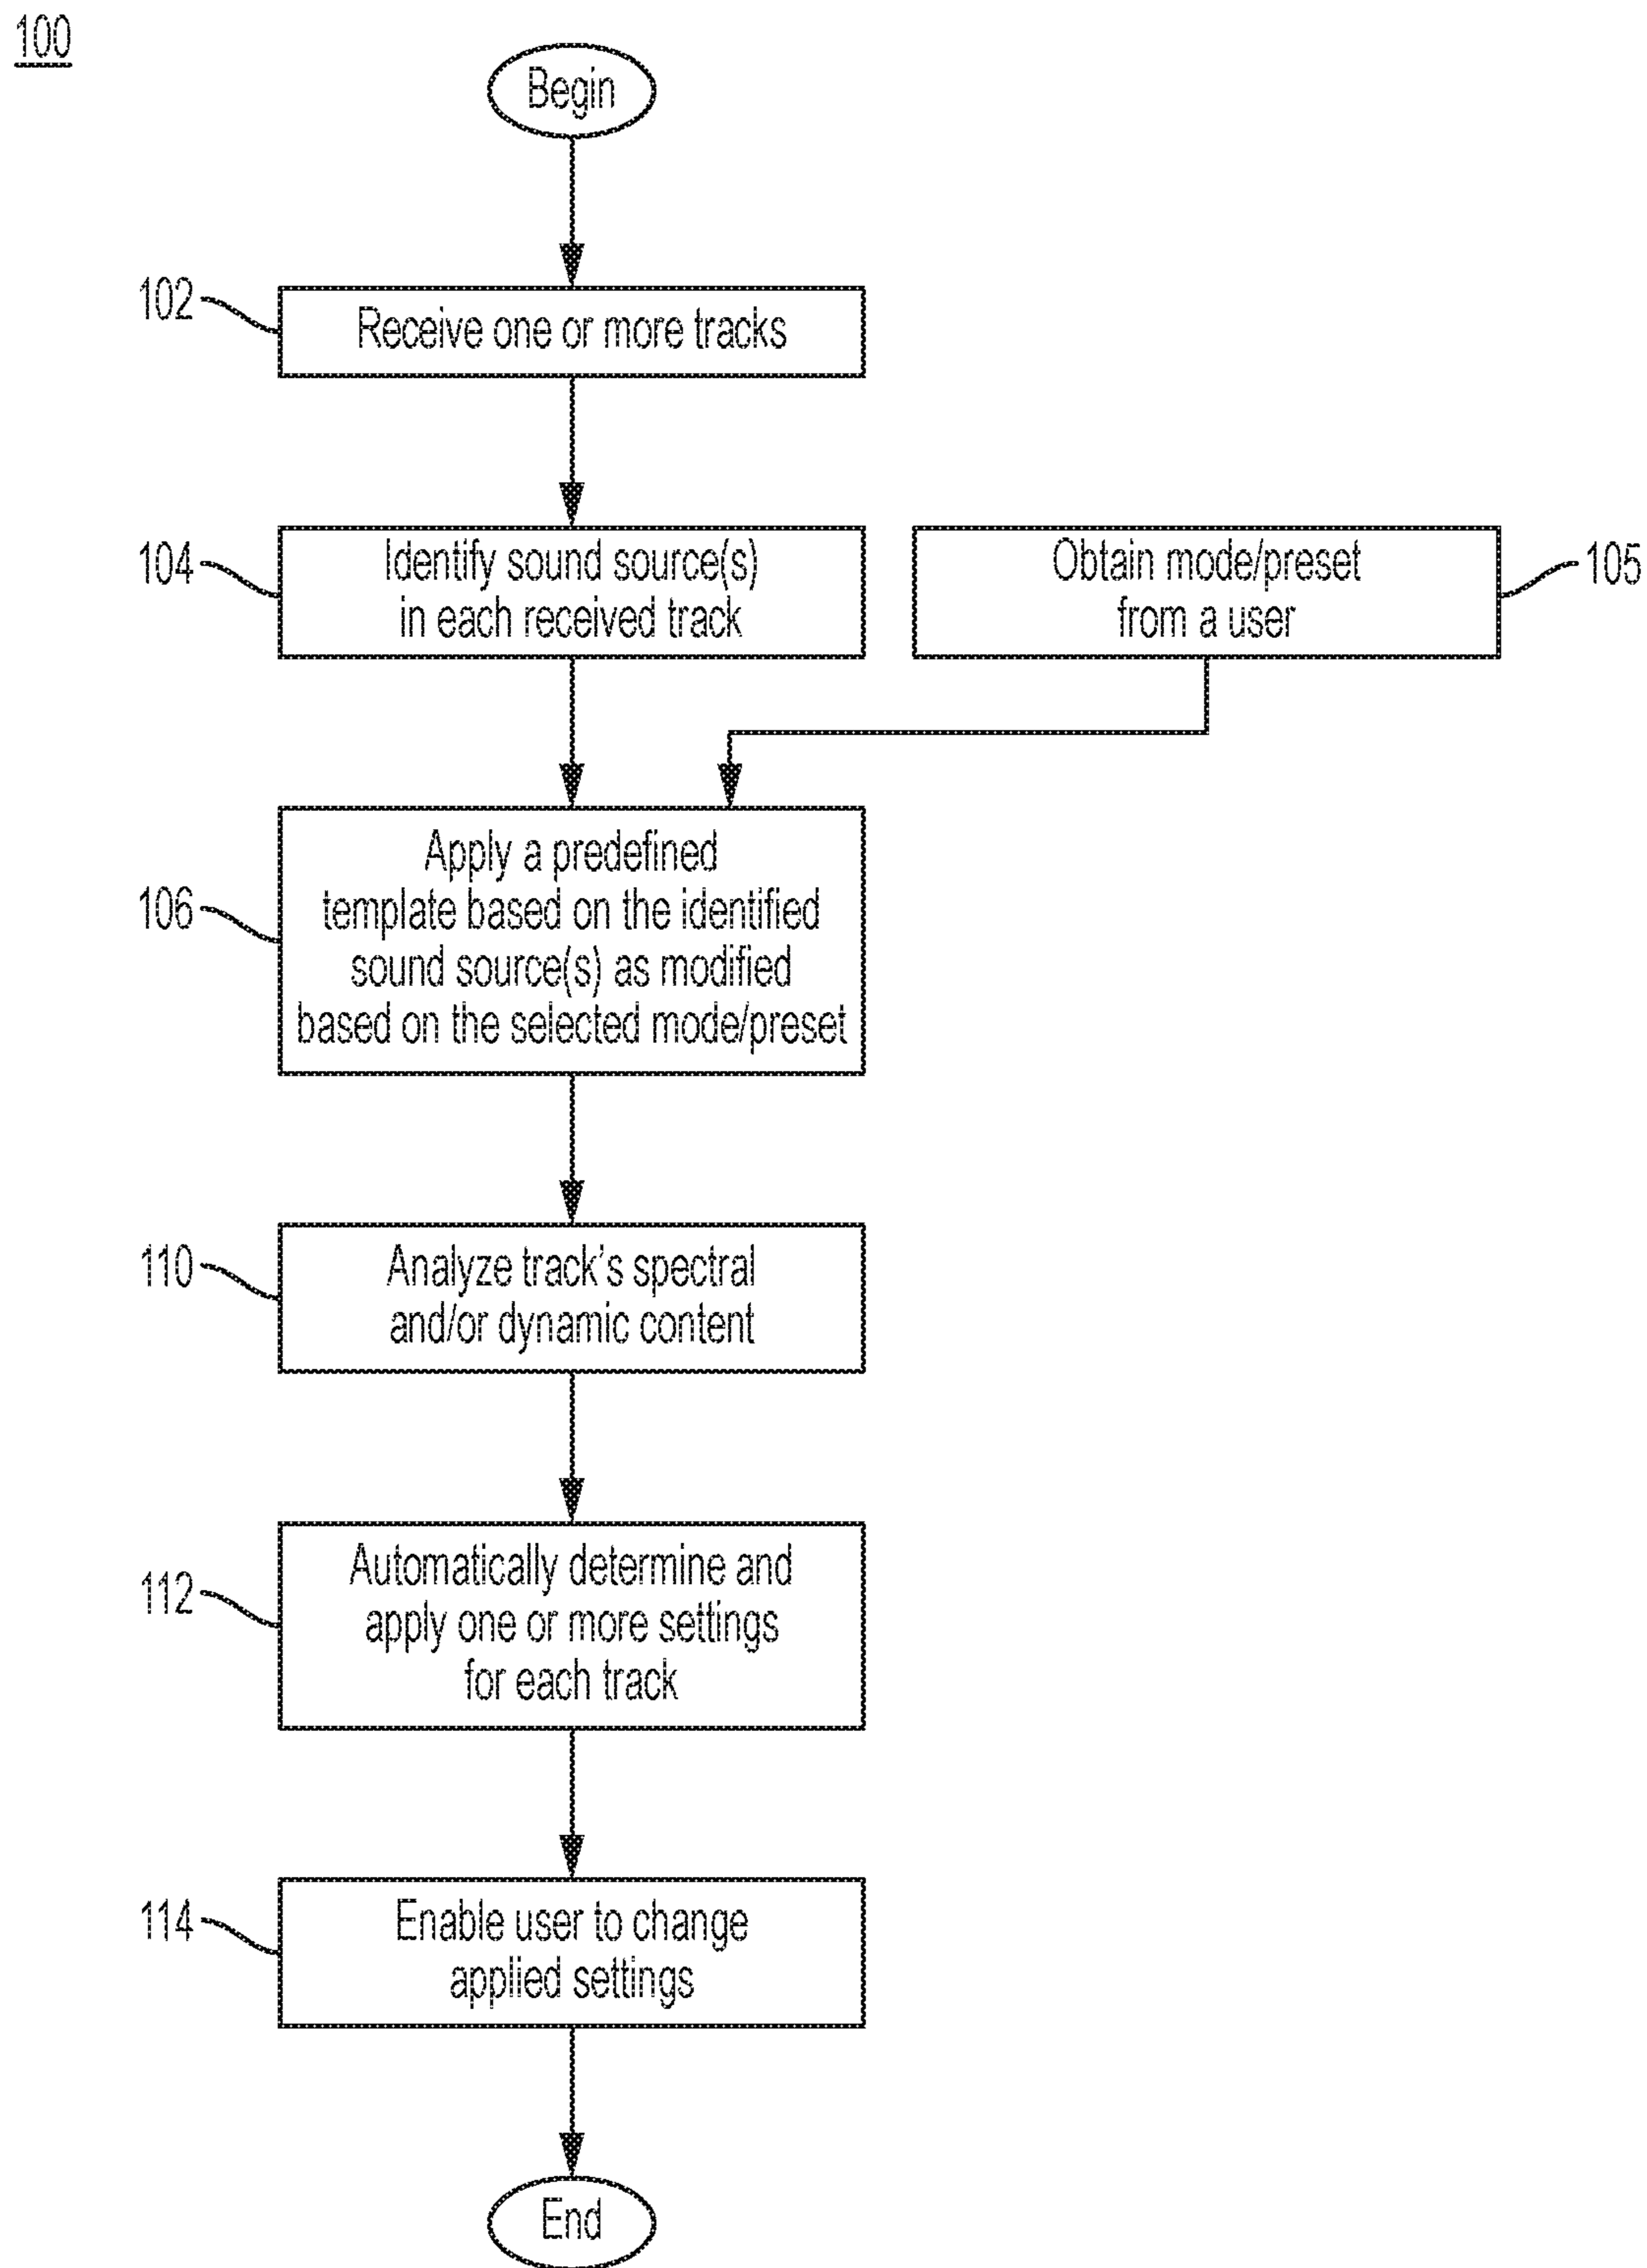 100
Begin
102
Receive one or more tracks
104
Identify sound source(s)
in each received track
Obtain mode/preset
from a user
105
106
Apply a predefined
template based on the identified
sound source(s) as modified
based on the selected mode/preset
110
Analyze track's spectral
and/or dynamic content
112
Automatically determine and
apply one or more settings
for each track
114
Enable user to change
applied settings
End